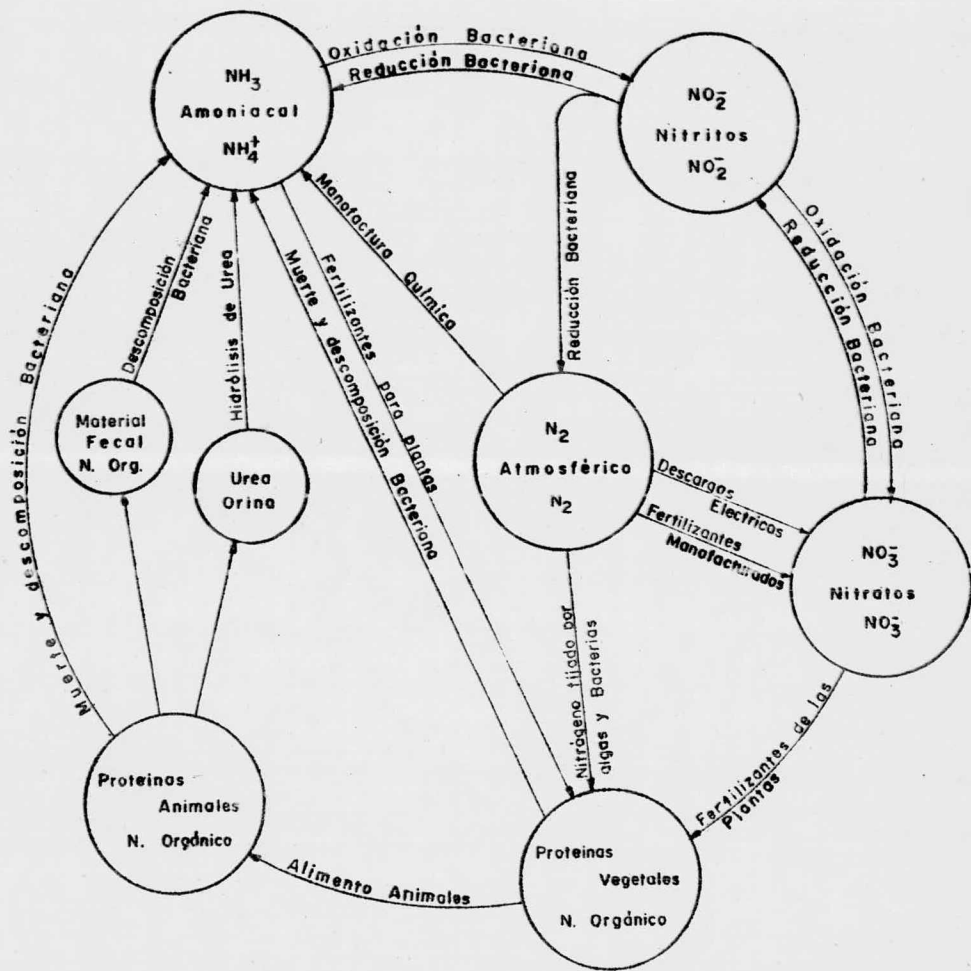 Oxidación Bacteriana
Reducción Bacteriana
NH3
Amoniacal
NH4+
NO2-
Nitritos
NO2-
Manofactura Química
Reducción Bacteriana
Oxidación Bacteriana
Reducción Bacteriana
Fertilizantes para plantas
Muerte y descomposición Bacteriana
Descomposición
Bacteriana
Hidrólisis de Urea
Muerte y descomposición Bacteriana
Material
Fecal
N. Org.
Urea
Orina
N2
Atmosférico
N2
Descargas
Electricas
Fertilizantes
Manofacturados
NO3-
Nitratos
NO3-
Nitrógeno fijado por
algas y Bacterias
Fertilizantes de las
Plantas
Proteinas
Animales
N. Orgánico
Alimento Animales
Proteinas
Vegetales
N. Orgánico